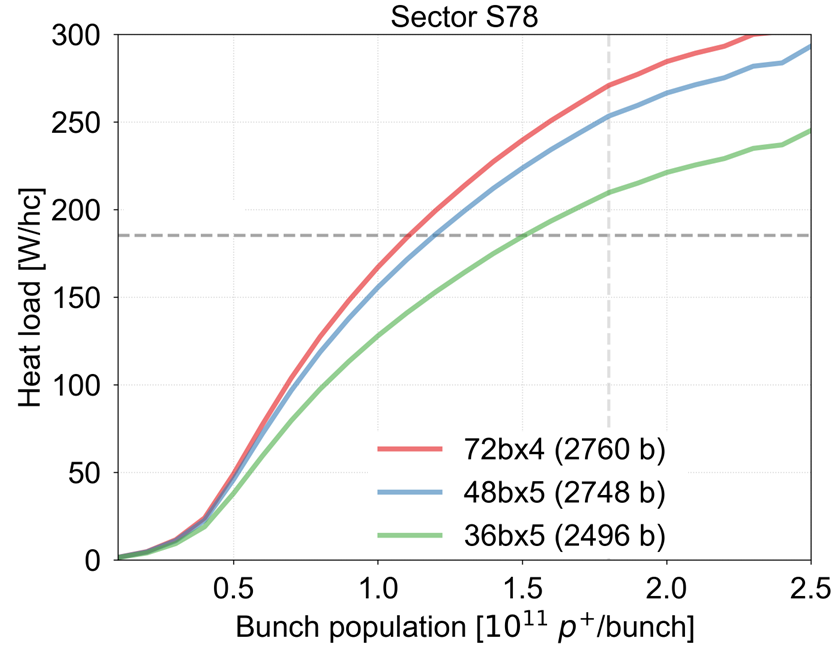 Sector S78
300
250
200
150
100
50
0
Heat load [W/hc]
72bx4 (2760 b)
48bx5 (2748 b)
36bx5 (2496 b)
0.5 1.0 1.5 2.0 2.5
Bunch population [10¹¹ p⁺/bunch]